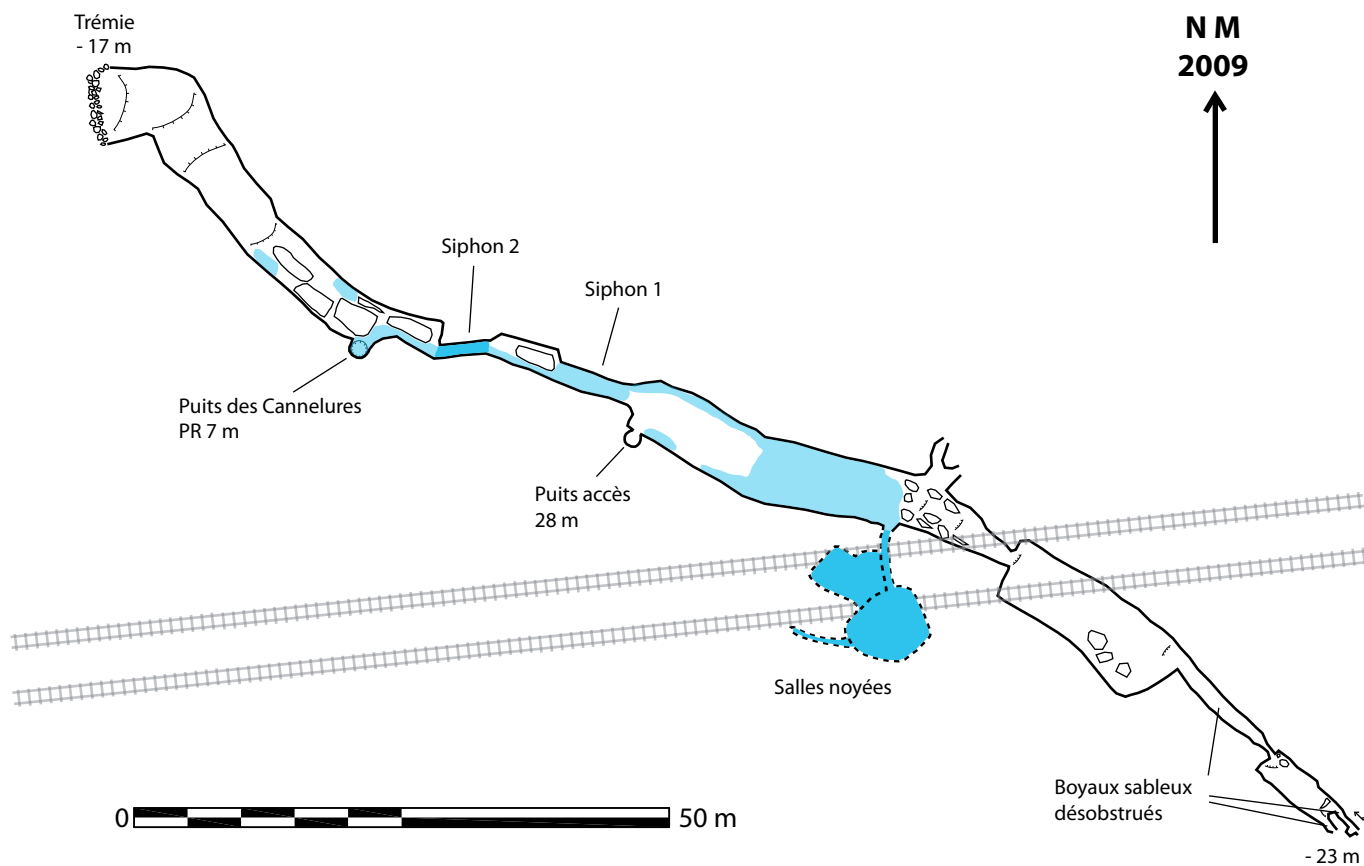 Trémie
- 17 m
N M
2009
Siphon 2
Siphon 1
Puits des Cannelures
PR 7 m
Puits accès
28 m
Salles noyées
Boyaux sableux
désobstrués
0
50 m
- 23 m